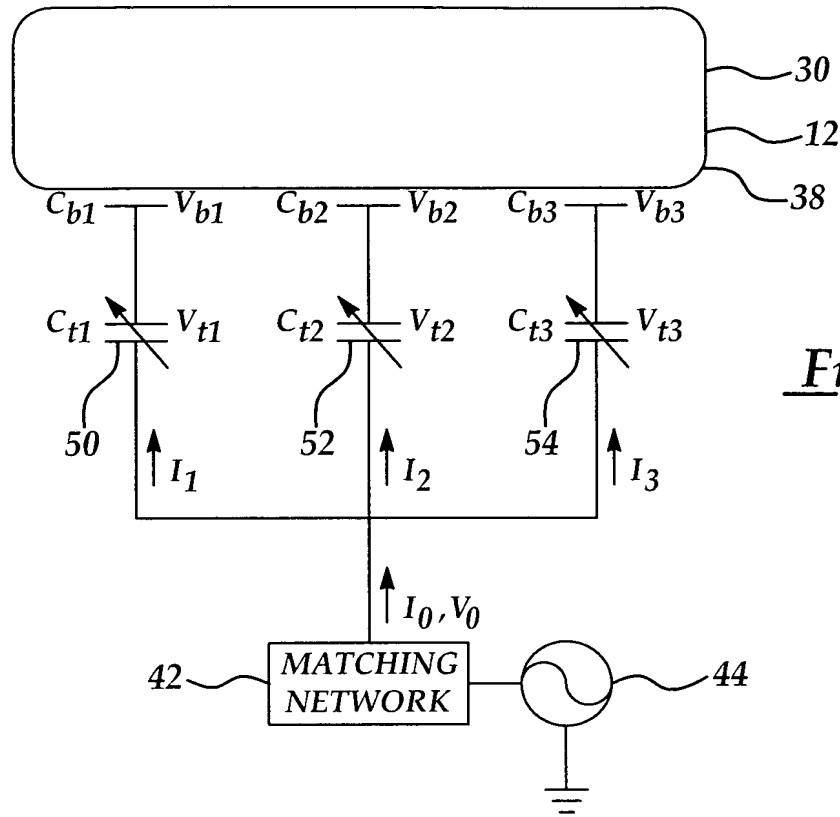 30
12
38
Cb1 Vb1 Cb2 Vb2 Cb3 Vb3
Ct1 Vt1 Ct2 Vt2 Ct3 Vt3
50 52 54
I1 I2 I3
I0, V0
42 MATCHING NETWORK 44